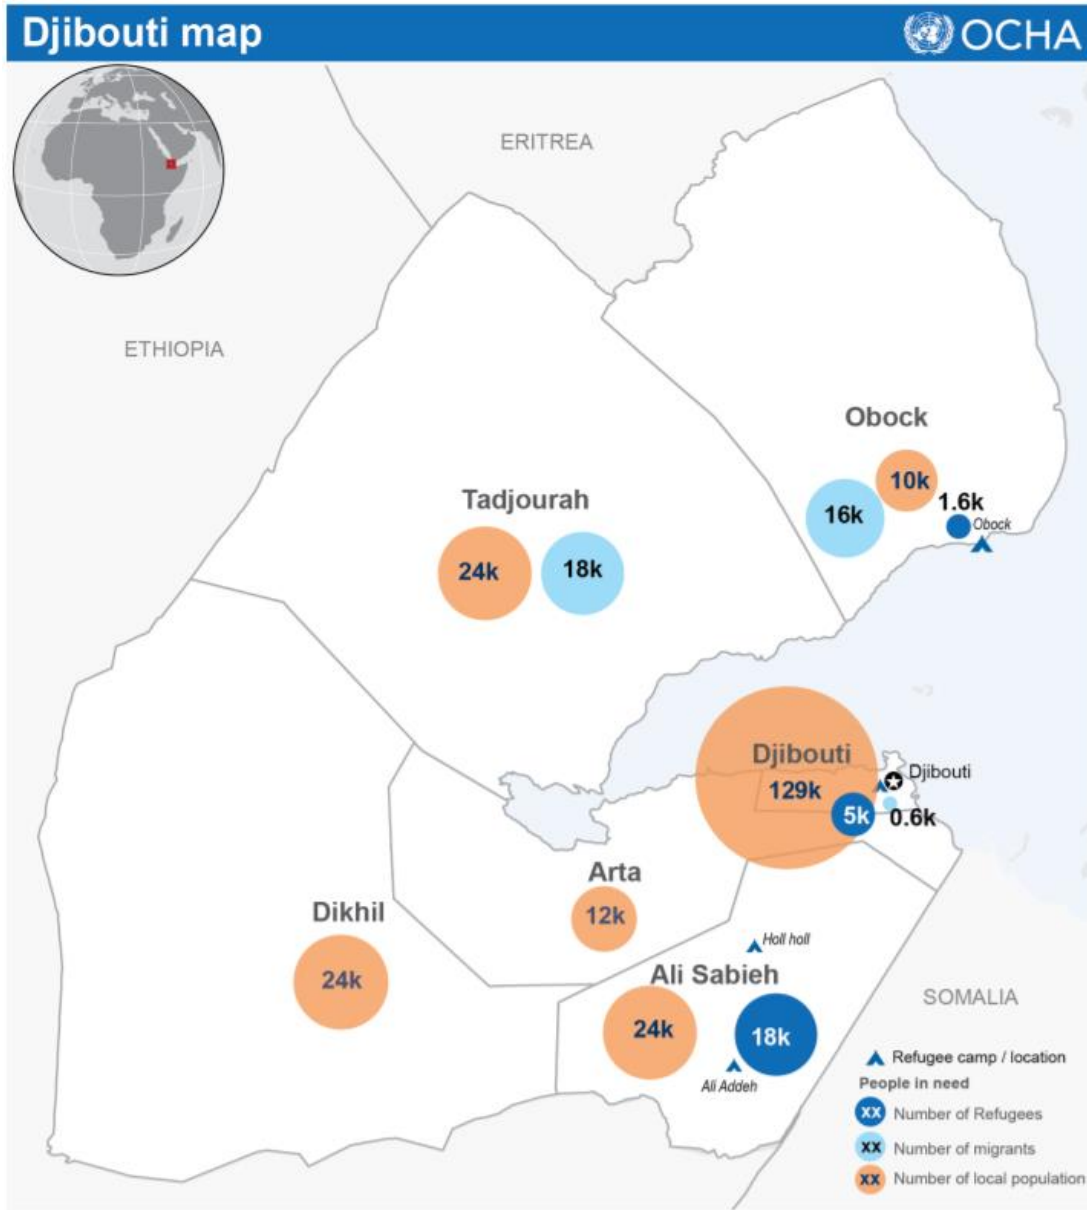 Djibouti map
OCHA
ERITREA
ETHIOPIA
Obock
10k
16k
1.6k
Obock
Tadjourah
24k
18k
Djibouti
129k
Djibouti
5k
0.6k
Arta
12k
Dikhil
24k
Holl holl
Ali Sabieh
24k
18k
Ali Addeh
SOMALIA
Refugee camp / location
People in need
xx Number of Refugees
xx Number of migrants
xx Number of local population